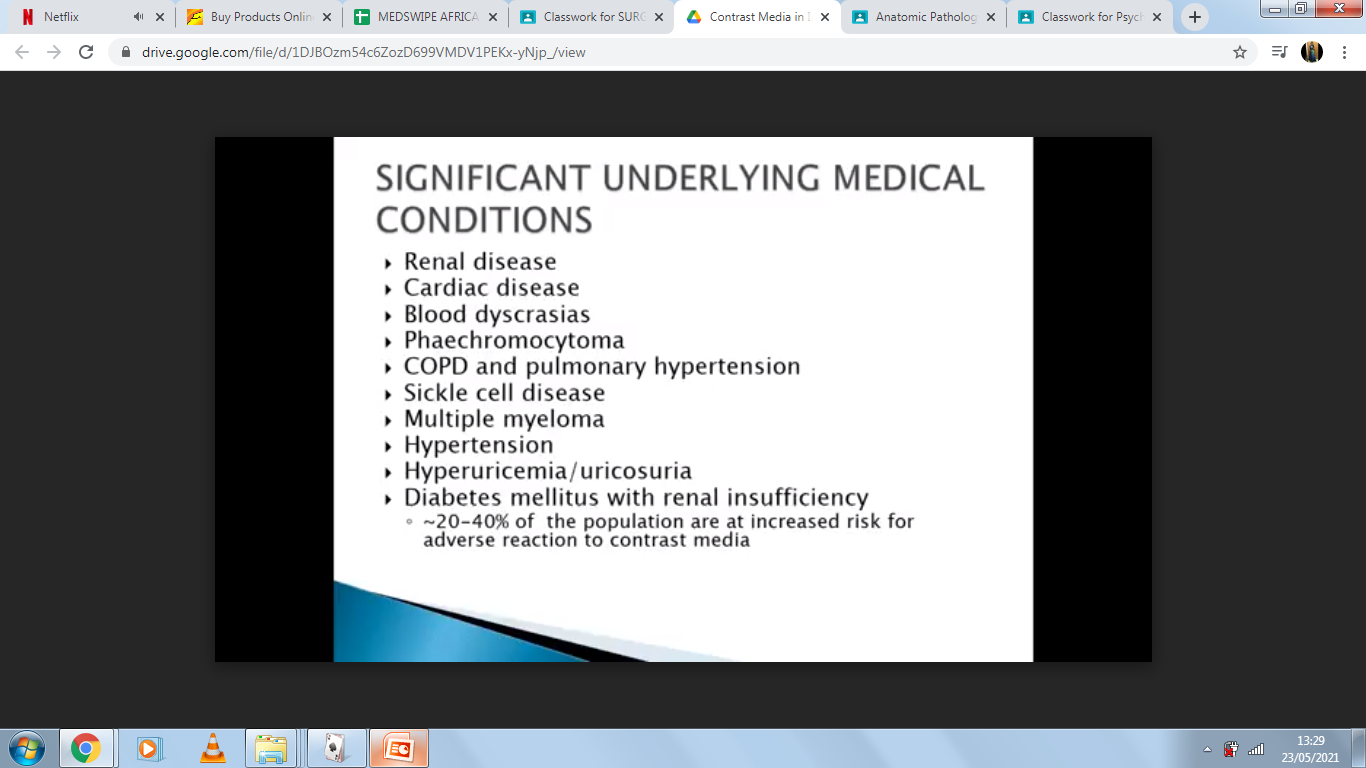 Netflix
Buy Products Onlin
MEDSWIPE AFRICA
Classwork for SURG
Contrast Media in I
Anatomic Patholog
Classwork for Psych
drive.google.com/file/d/1DJBOzm54c6ZozD699VMDV1PEKx-yNjp_/view
SIGNIFICANT UNDERLYING MEDICAL
CONDITIONS
Renal disease
Cardiac disease
Blood dyscrasias
Phaechromocytoma
COPD and pulmonary hypertension
Sickle cell disease
Multiple myeloma
Hypertension
Hyperuricemia/uricosuria
Diabetes mellitus with renal insufficiency
~20-40% of the population are at increased risk for
adverse reaction to contrast media
13:29
23/05/2021